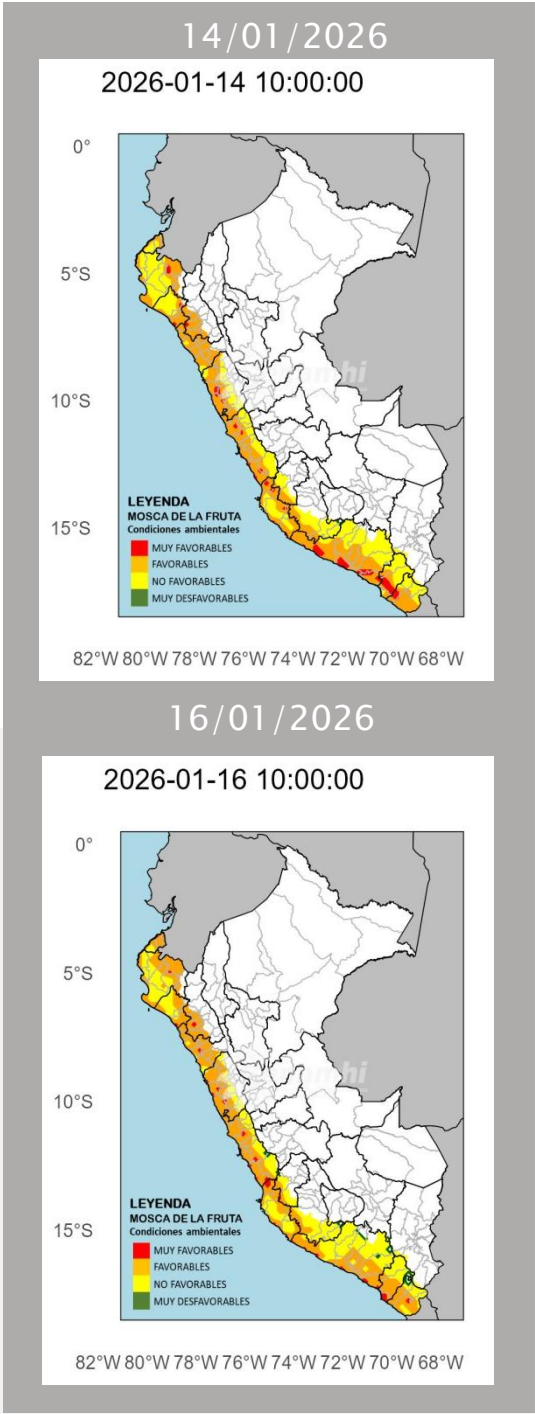 14/01/2026
2026-01-14 10:00:00
0°
5°S
10°S
15°S
LEYENDA
MOSCA DE LA FRUTA
Condiciones ambientales
MUY FAVORABLES
FAVORABLES
NO FAVORABLES
MUY DESFAVORABLES
82°W 80°W 78°W 76°W 74°W 72°W 70°W 68°W
16/01/2026
2026-01-16 10:00:00
0°
5°S
10°S
15°S
LEYENDA
MOSCA DE LA FRUTA
Condiciones ambientales
MUY FAVORABLES
FAVORABLES
NO FAVORABLES
MUY DESFAVORABLES
82°W 80°W 78°W 76°W 74°W 72°W 70°W 68°W